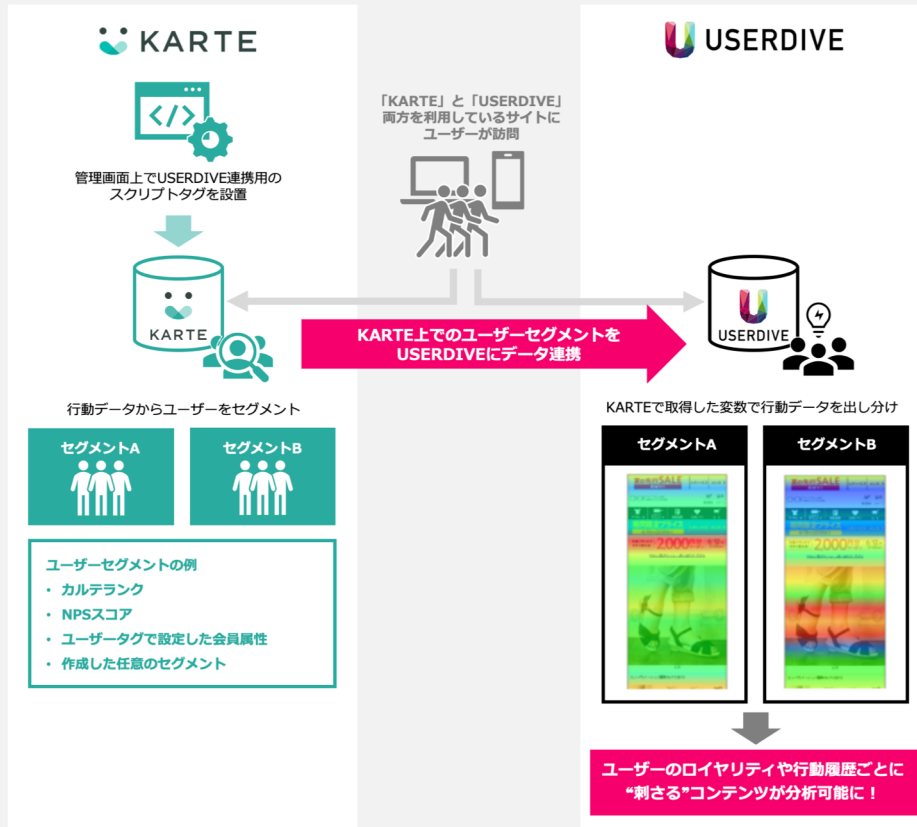 KARTE
USERDIVE
</>
管理画面上でUSERDIVE連携用の
スクリプトタグを設置
「KARTE」と「USERDIVE」
両方を利用しているサイトに
ユーザーが訪問
KARTE
KARTE上でのユーザーセグメントを
USERDIVEにデータ連携
USERDIVE
行動データからユーザーをセグメント
セグメントA
セグメントB
ユーザーセグメントの例
・ カルテランク
・ NPSスコア
・ ユーザータグで設定した会員属性
・ 作成した任意のセグメント
KARTEで取得した変数で行動データを出し分け
セグメントA
セグメントB
SALE
2,000
SALE
2,000
ユーザーのロイヤリティや行動履歴ごとに
“刺さる”コンテンツが分析可能に！